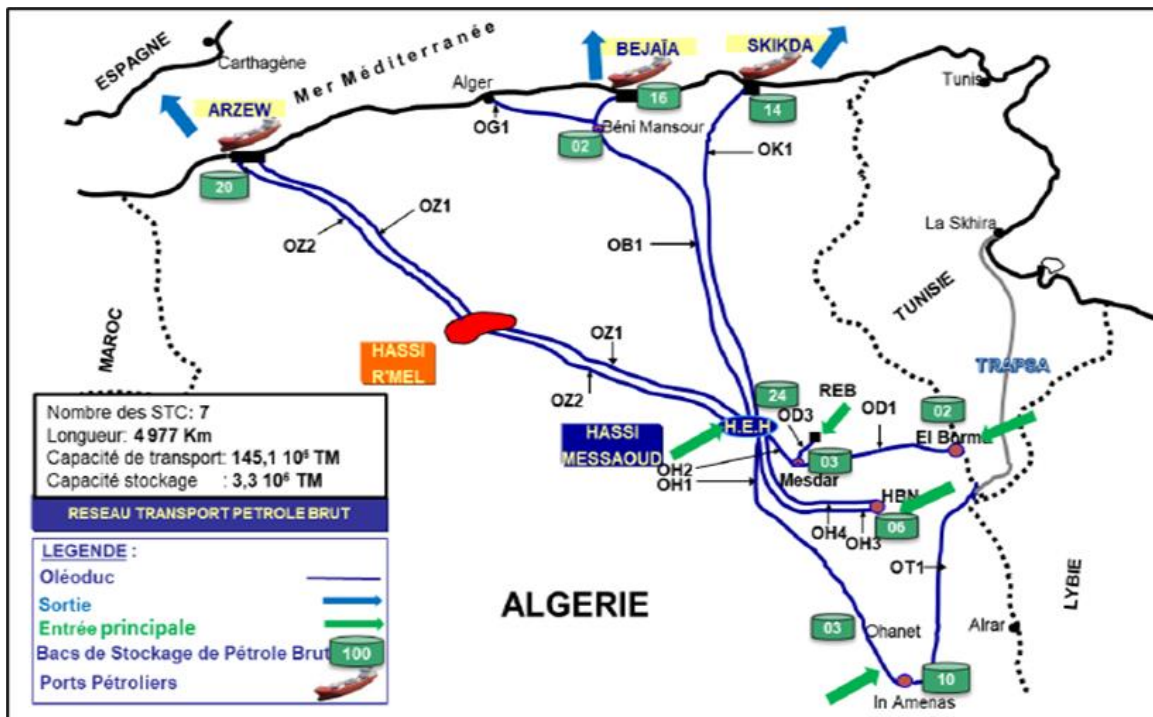 ESPAGNE
Carthagène
Mer Méditerranée
ARZEW
20
Alger
OG1
BEJAÏA
16
Béni Mansour
02
SKIKDA
14
OK1
Tunis
La Skhira
OZ1
OZ2
OB1
TUNISIE
MAROC
HASSI
R'MEL
OZ1
OZ2
TRAPSA
24
REB
02
H.E.H
OD3
OD1
El Borma
HASSI
MESSAOUD
OH2
OH1
Mesdar
03
HBN
06
OH4
OH3
OT1
LYBIE
ALGERIE
03
Ohanet
Alrar
10
In Amenas
Nombre des STC: 7
Longueur: 4 977 Km
Capacité de transport: 145,1 10⁶ TM
Capacité stockage : 3,3 10⁶ TM
RESEAU TRANSPORT PETROLE BRUT
LEGENDE :
Oléoduc
Sortie
Entrée principale
Bacs de Stockage de Pétrole Brut
100
Ports Pétroliers